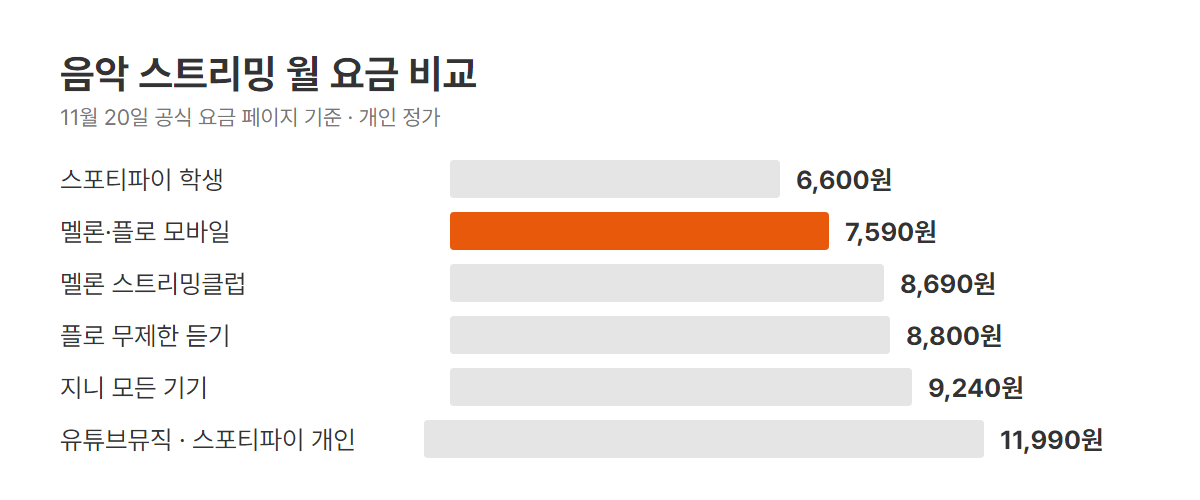 음악 스트리밍 월 요금 비교
11월 20일 공식 요금 페이지 기준 · 개인 정가
스포티파이 학생 6,600원
멜론·플로 모바일 7,590원
멜론 스트리밍클럽 8,690원
플로 무제한 듣기 8,800원
지니 모든 기기 9,240원
유튜브뮤직 · 스포티파이 개인 11,990원